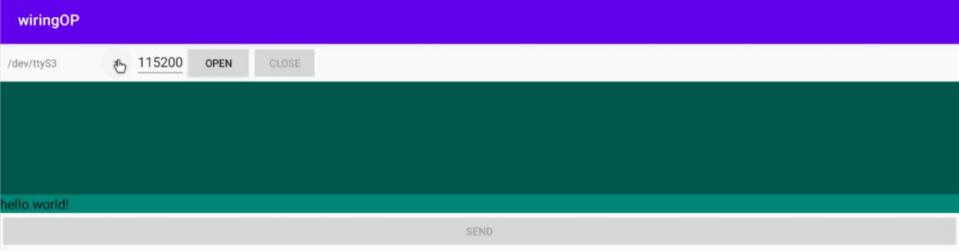 wiringOP
/dev/ttyS3 115200 OPEN CLOSE
hello world!
SEND